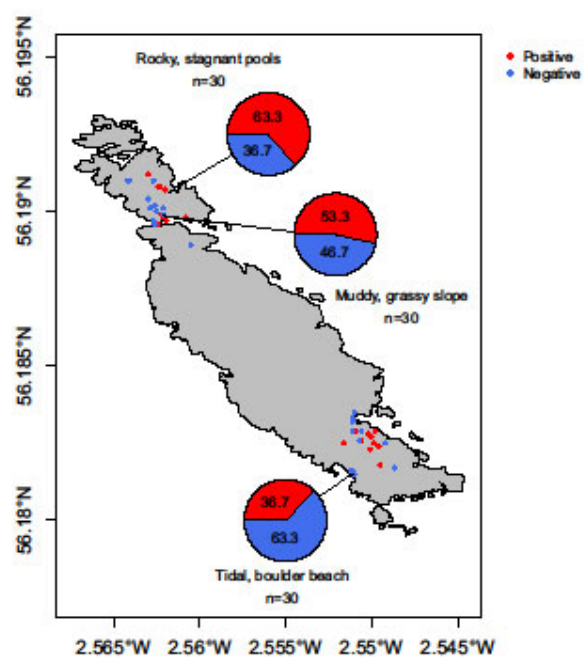 Positive
Negative
Rocky, stagnant pools
n=30
63.3
36.7
53.3
46.7
Muddy, grassy slope
n=30
36.7
63.3
Tidal, boulder beach
n=30
56.195°N
56.19°N
56.185°N
56.18°N
2.565°W 2.56°W 2.555°W 2.55°W 2.545°W